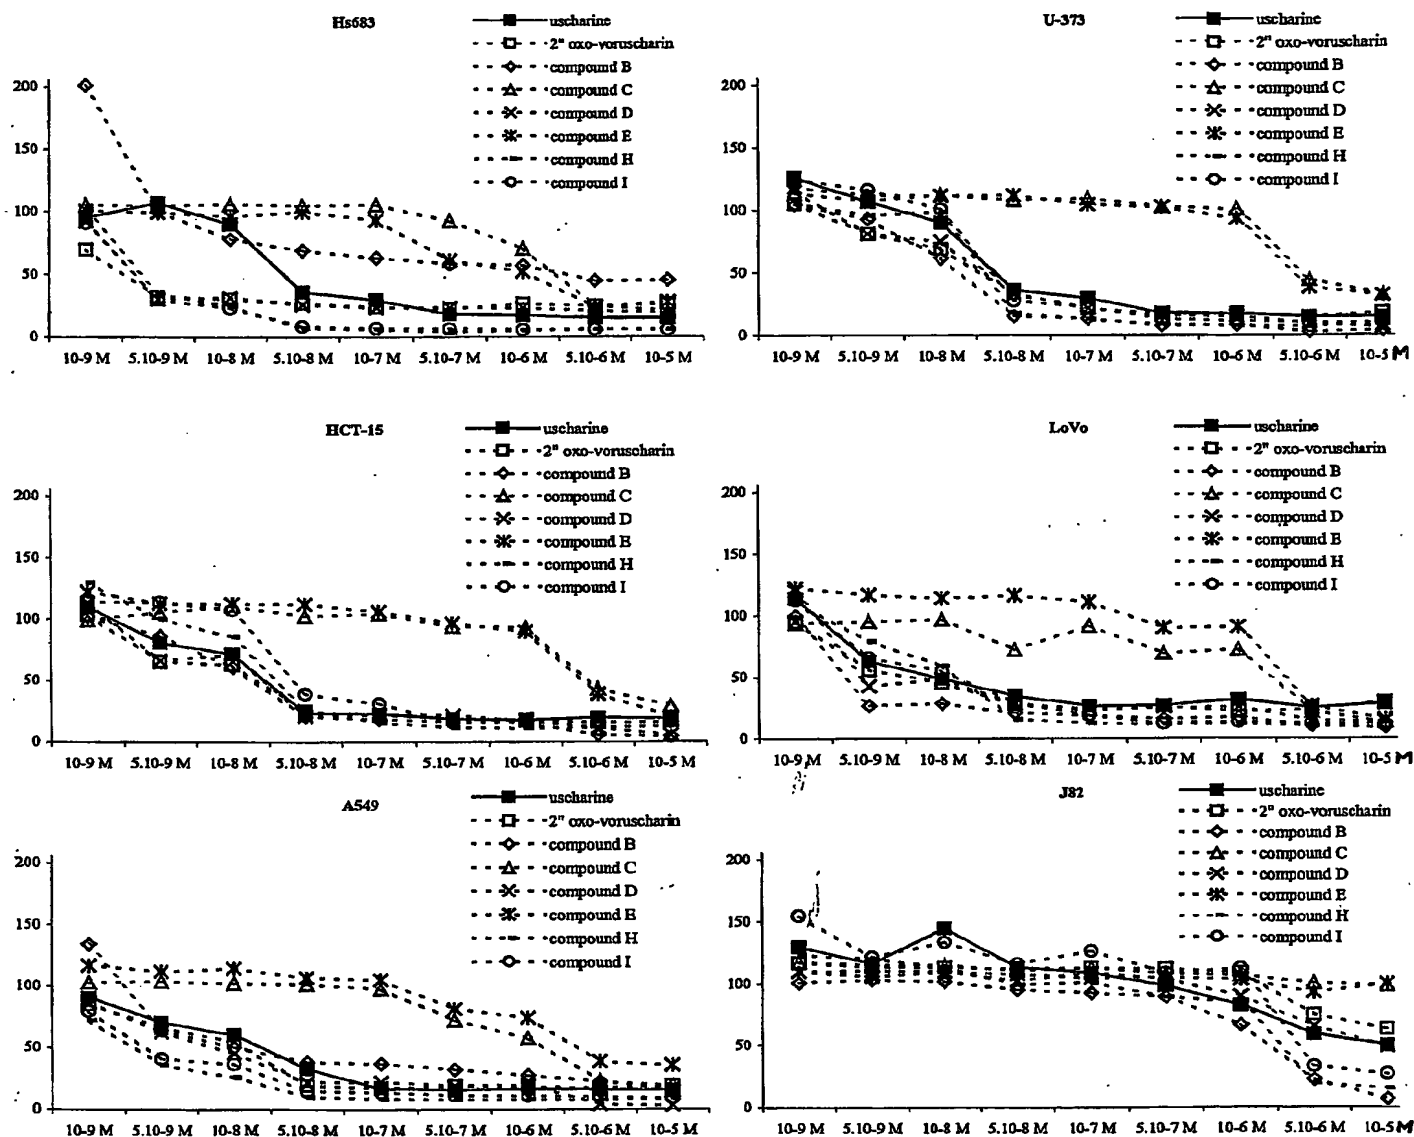 Hs683
uscharine
2" oxo-voruscharin
compound B
compound C
compound D
compound E
compound H
compound I
200
150
100
50
0
10-9 M 5.10-9 M 10-8 M 5.10-8 M 10-7 M 5.10-7 M 10-6 M 5.10-6 M 10-5 M
U-373
uscharine
2" oxo-voruscharin
compound B
compound C
compound D
compound E
compound H
compound I
200
150
100
50
0
10-9 M 5.10-9 M 10-8 M 5.10-8 M 10-7 M 5.10-7 M 10-6 M 5.10-6 M 10-5 M
HCT-15
uscharine
2" oxo-voruscharin
compound B
compound C
compound D
compound E
compound H
compound I
200
150
100
50
0
10-9 M 5.10-9 M 10-8 M 5.10-8 M 10-7 M 5.10-7 M 10-6 M 5.10-6 M 10-5 M
LoVo
uscharine
2" oxo-voruscharin
compound B
compound C
compound D
compound E
compound H
compound I
200
150
100
50
0
10-9 M 5.10-9 M 10-8 M 5.10-8 M 10-7 M 5.10-7 M 10-6 M 5.10-6 M 10-5 M
A549
uscharine
2" oxo-voruscharin
compound B
compound C
compound D
compound E
compound H
compound I
200
150
100
50
0
10-9 M 5.10-9 M 10-8 M 5.10-8 M 10-7 M 5.10-7 M 10-6 M 5.10-6 M 10-5 M
J82
uscharine
2" oxo-voruscharin
compound B
compound C
compound D
compound E
compound H
compound I
200
150
100
50
0
10-9 M 5.10-9 M 10-8 M 5.10-8 M 10-7 M 5.10-7 M 10-6 M 5.10-6 M 10-5 M